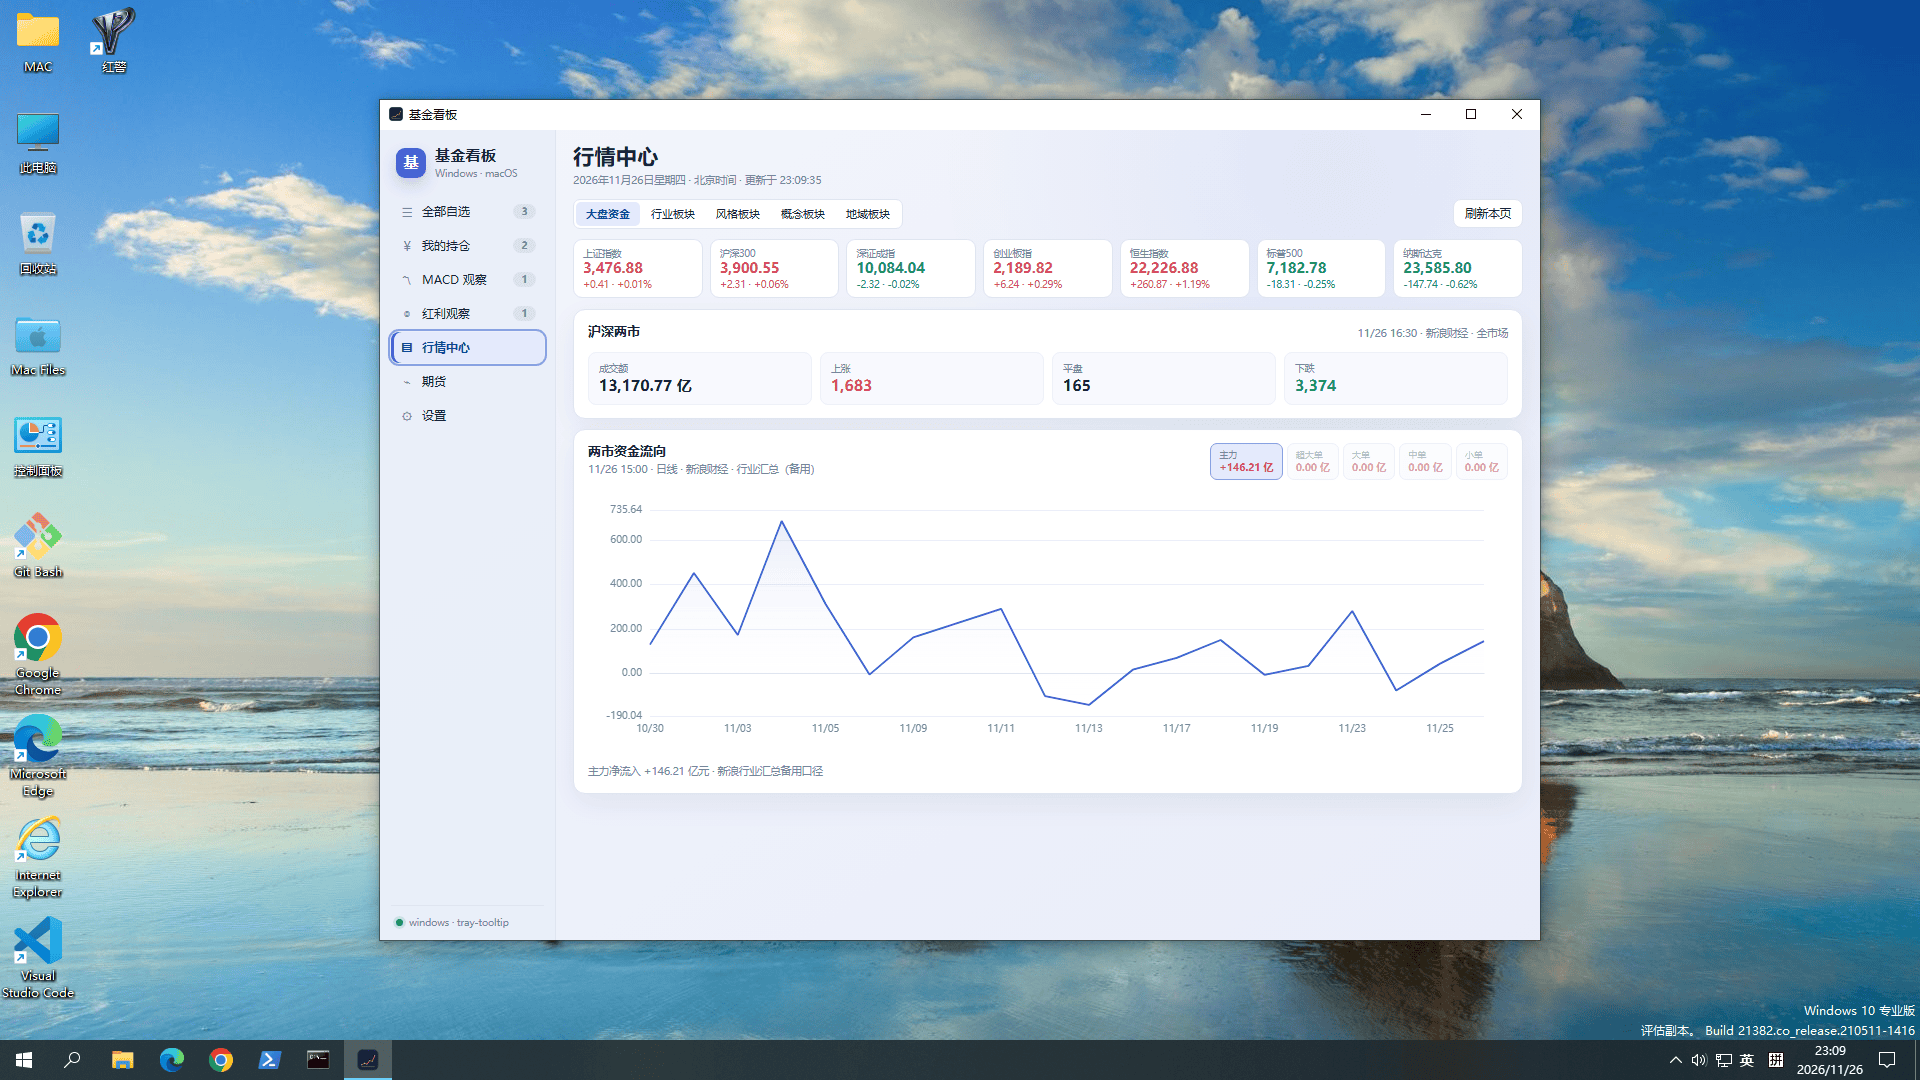 MAC
红警
此电脑
回收站
Mac Files
控制面板
Git Bash
Google
Chrome
Microsoft
Edge
Internet
Explorer
Visual
Studio Code
基金看板
基
基金看板
Windows · macOS
全部自选 3
¥ 我的持仓 2
MACD 观察 1
红利观察 1
行情中心
期货
设置
windows · tray-tooltip
行情中心
2026年11月26日星期四 · 北京时间 · 更新于 23:09:35
大盘资金 行业板块 风格板块 概念板块 地域板块
刷新本页
上证指数
3,476.88
+0.41 · +0.01%
沪深300
3,900.55
+2.31 · +0.06%
深证成指
10,084.04
-2.32 · -0.02%
创业板指
2,189.82
+6.24 · +0.29%
恒生指数
22,226.88
+260.87 · +1.19%
标普500
7,182.78
-18.31 · -0.25%
纳斯达克
23,585.80
-147.74 · -0.62%
沪深两市
11/26 16:30 · 新浪财经 · 全市场
成交额
13,170.77 亿
上涨
1,683
平盘
165
下跌
3,374
两市资金流向
11/26 15:00 · 日线 · 新浪财经 · 行业汇总（备用）
主力
+146.21 亿
超大单
0.00 亿
大单
0.00 亿
中单
0.00 亿
小单
0.00 亿
735.64
600.00
400.00
200.00
0.00
-190.04
10/30 11/03 11/05 11/09 11/11 11/13 11/17 11/19 11/23 11/25
主力净流入 +146.21 亿元 · 新浪行业汇总备用口径
Windows 10 专业版
评估副本。 Build 21382.co_release.210511-1416
英
拼
23:09
2026/11/26